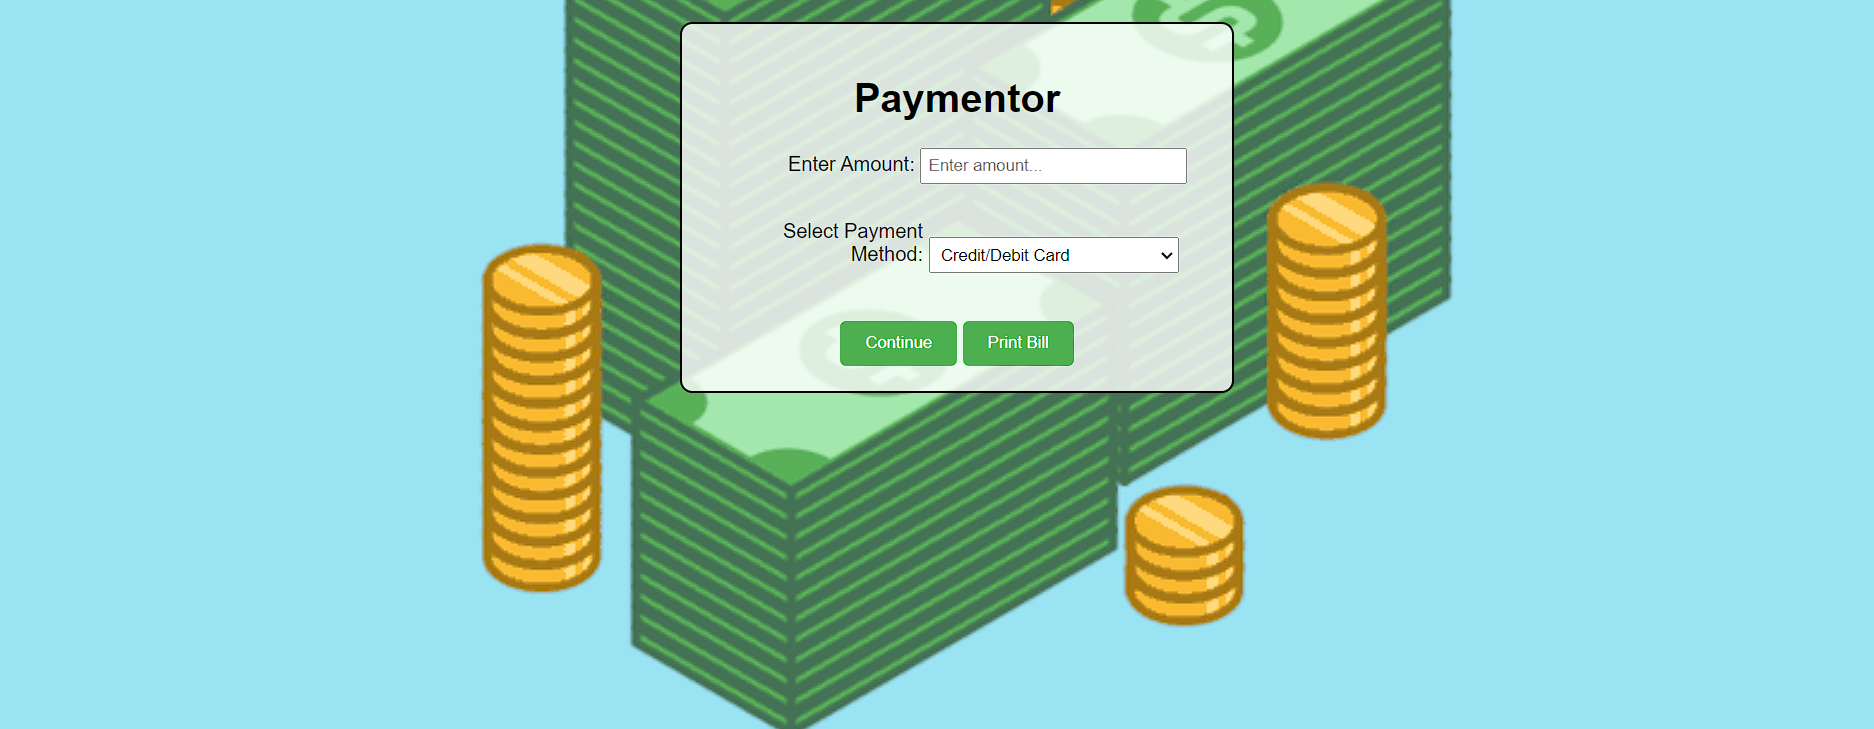 Paymentor
Enter Amount: Enter amount...
Select Payment
Method: Credit/Debit Card
Continue Print Bill